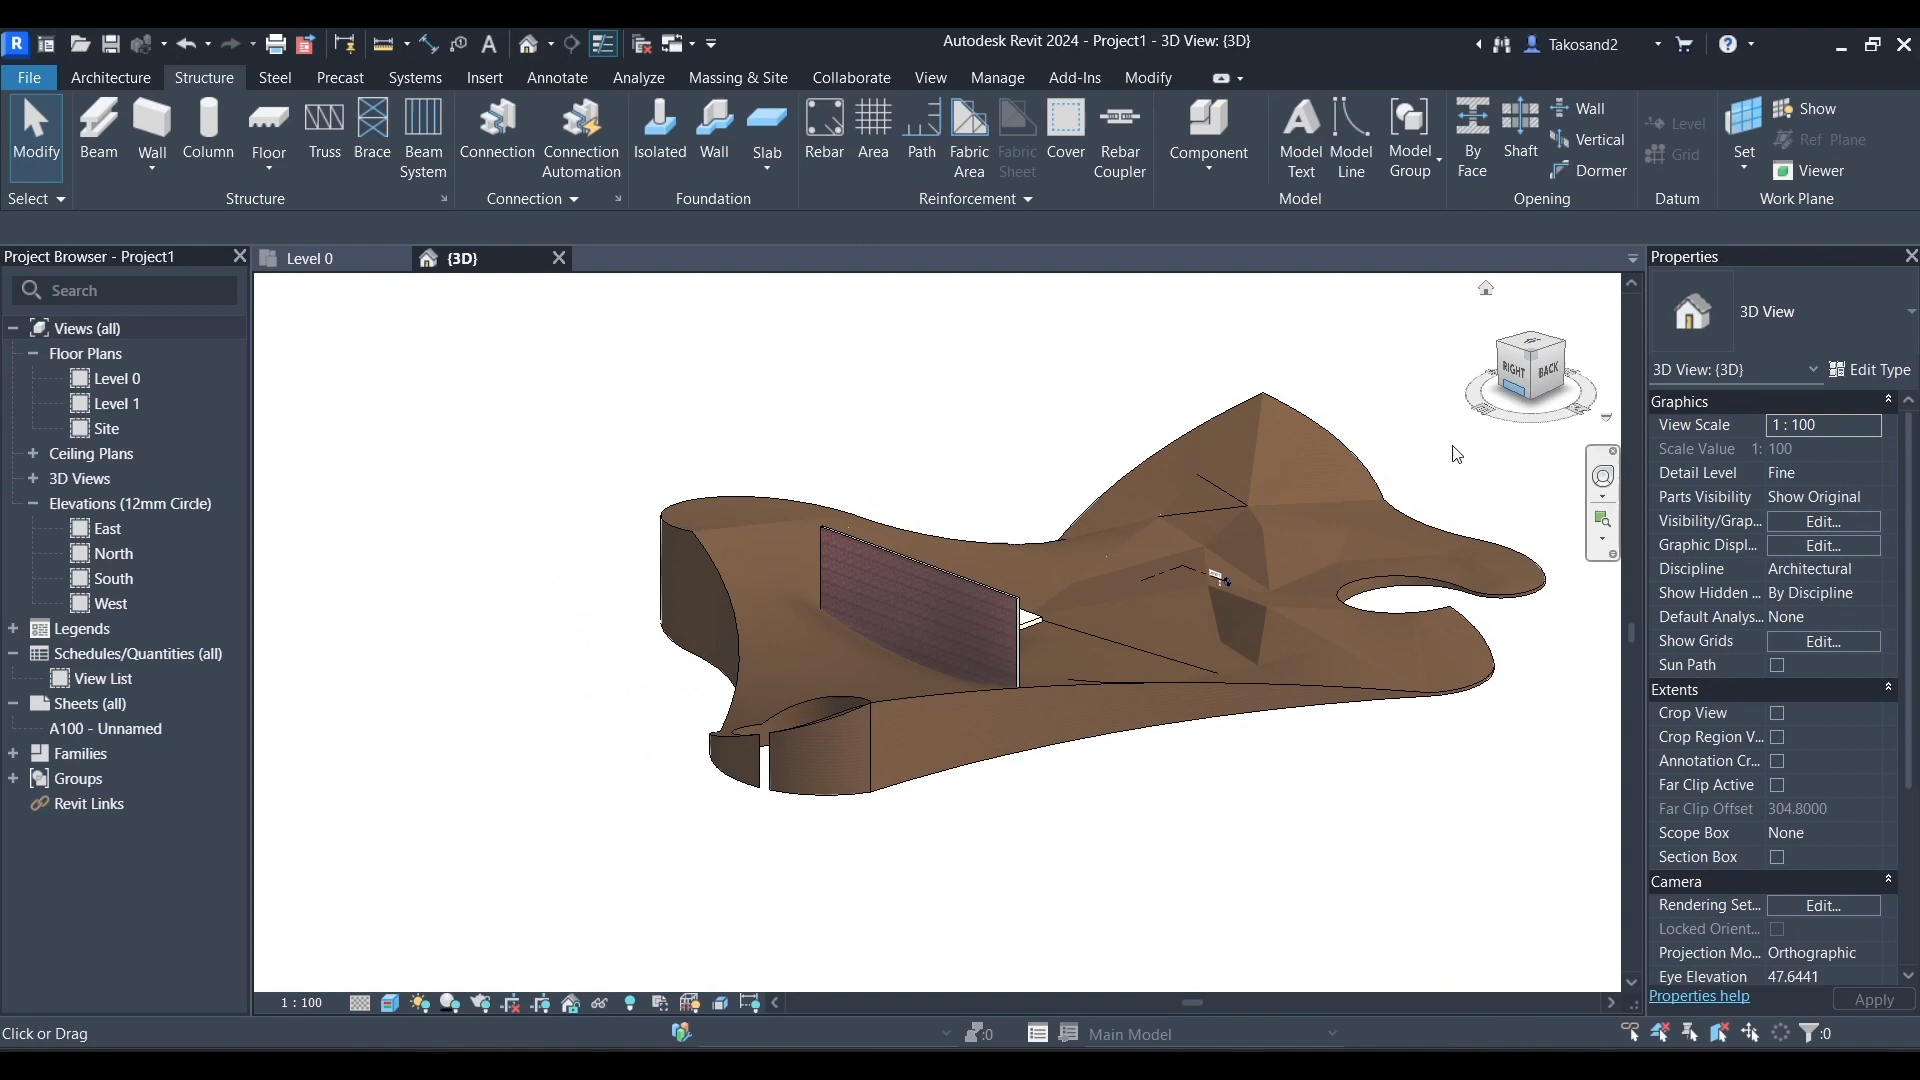 R
Autodesk Revit 2024 - Project1 - 3D View: {3D}
Takosand2
File Architecture Structure Steel Precast Systems Insert Annotate Analyze Massing & Site Collaborate View Manage Add-Ins Modify
Modify
Beam Wall Column Floor Truss Brace Beam System
Connection Connection Automation
Isolated Wall Slab
Rebar Area Path Fabric Area Fabric Sheet Cover Rebar Coupler
Component Model Text Model Line Model Group
By Face Shaft Wall Vertical Dormer
Level Grid
Set Show Ref Plane Viewer
Select Structure Connection Foundation Reinforcement Model Opening Datum Work Plane
Project Browser - Project1
Level 0 {3D}
Properties
Search
Views (all)
Floor Plans
Level 0
Level 1
Site
Ceiling Plans
3D Views
Elevations (12mm Circle)
East
North
South
West
Legends
Schedules/Quantities (all)
View List
Sheets (all)
A100 - Unnamed
Families
Groups
Revit Links
RIGHT BACK
3D View
3D View: {3D} Edit Type
Graphics
View Scale 1 : 100
Scale Value 1: 100
Detail Level Fine
Parts Visibility Show Original
Visibility/Grap... Edit...
Graphic Displ... Edit...
Discipline Architectural
Show Hidden ... By Discipline
Default Analys... None
Show Grids Edit...
Sun Path
Extents
Crop View
Crop Region V...
Annotation Cr...
Far Clip Active
Far Clip Offset 304.8000
Scope Box None
Section Box
Camera
Rendering Set... Edit...
Locked Orient...
Projection Mo... Orthographic
Eye Elevation 47.6441
Properties help Apply
1 : 100
Click or Drag
:0
Main Model
:0